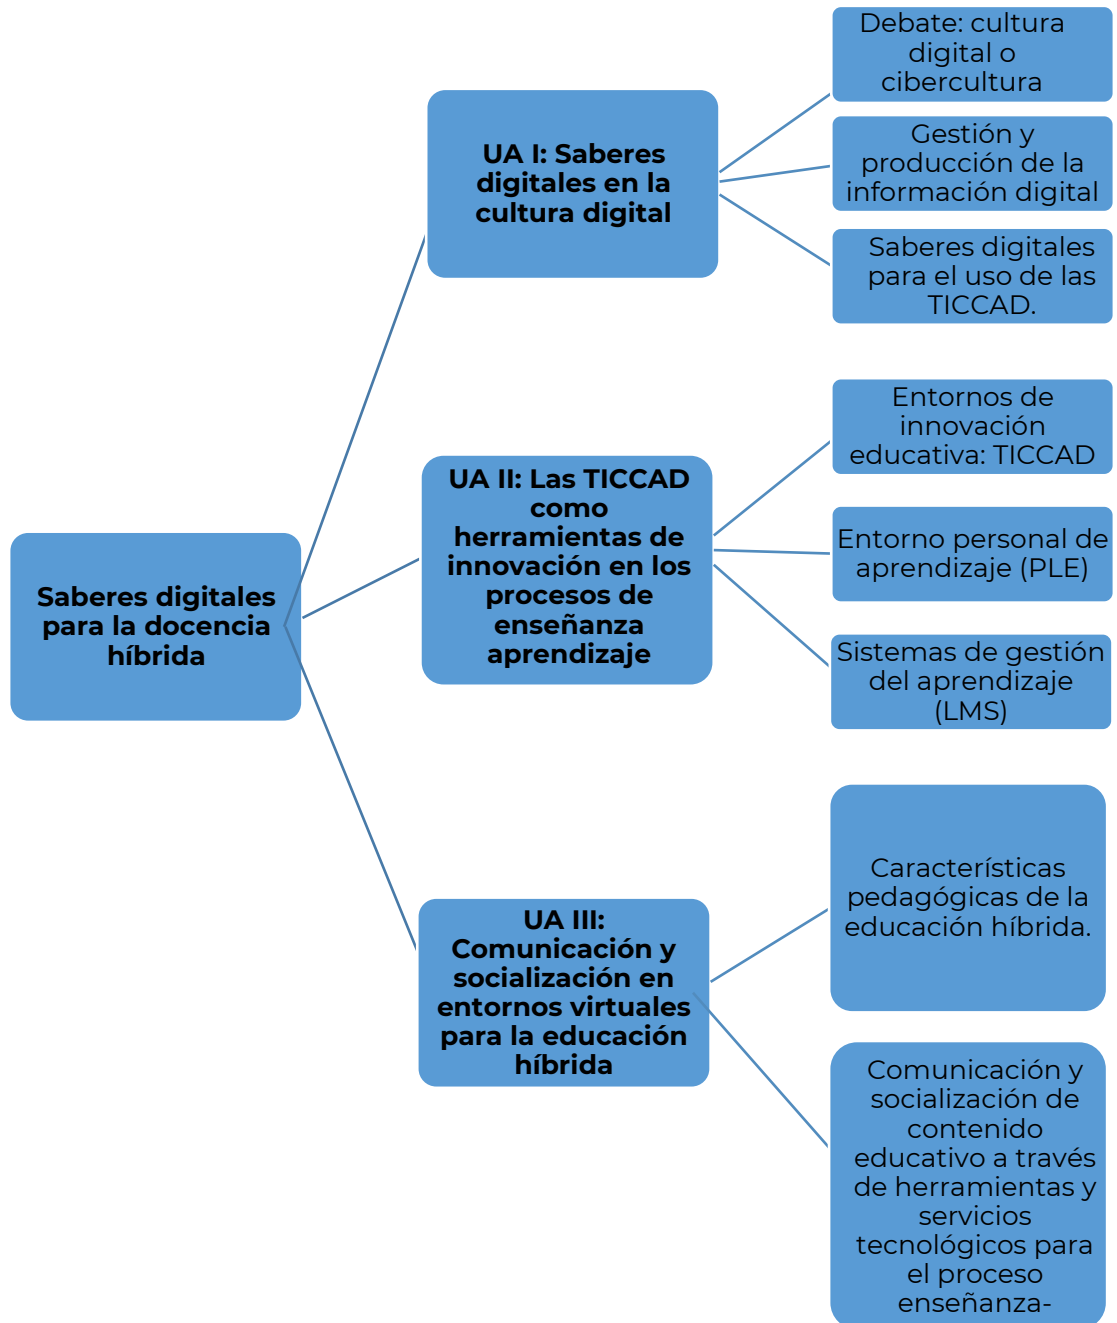 Saberes digitales
para la docencia
híbrida
UA I: Saberes
digitales en la
cultura digital
Debate: cultura
digital o
cibercultura
Gestión y
producción de la
información digital
Saberes digitales
para el uso de las
TICCAD.
UA II: Las TICCAD
como
herramientas de
innovación en los
procesos de
enseñanza
aprendizaje
Entornos de
innovación
educativa: TICCAD
Entorno personal de
aprendizaje (PLE)
Sistemas de gestión
del aprendizaje
(LMS)
UA III:
Comunicación y
socialización en
entornos virtuales
para la educación
híbrida
Característicias
pedagógicas de la
educación híbrida.
Comunicación y
socialización de
contenido
educativo a través
de herramientas y
servicios
tecnológicos para
el proceso
enseñanza-